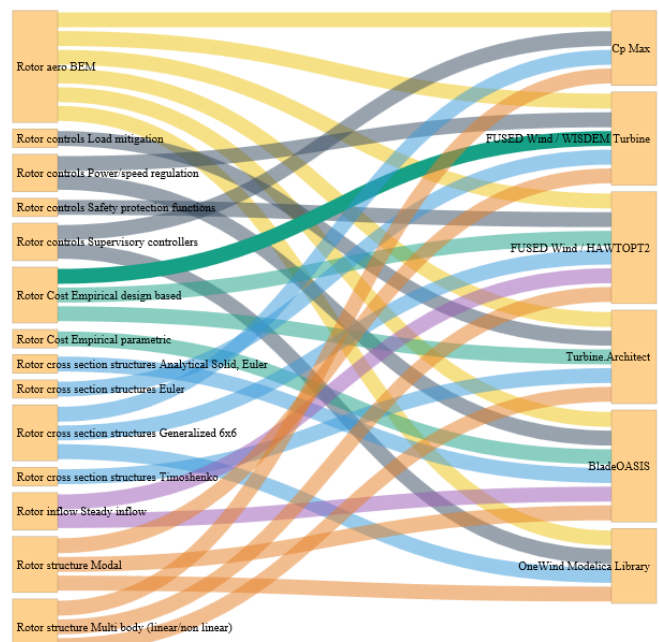 Rotor aero BEM
Rotor controls Load mitigation
Rotor controls Power/speed regulation
Rotor controls Safety protection functions
Rotor controls Supervisory controllers
Rotor Cost Empirical design based
Rotor Cost Empirical parametric
Rotor cross section structures Analytical Solid, Euler
Rotor cross section structures Euler
Rotor cross section structures Generalized 6x6
Rotor cross section structures Timoshenko
Rotor inflow Steady inflow
Rotor structure Modal
Rotor structure Multi body (linear/non linear)
Cp Max
FUSED Wind / WISDEM Turbine
FUSED Wind / HAWTOPT2
Turbine.Architect
BladeOASIS
OneWind Modelica Library